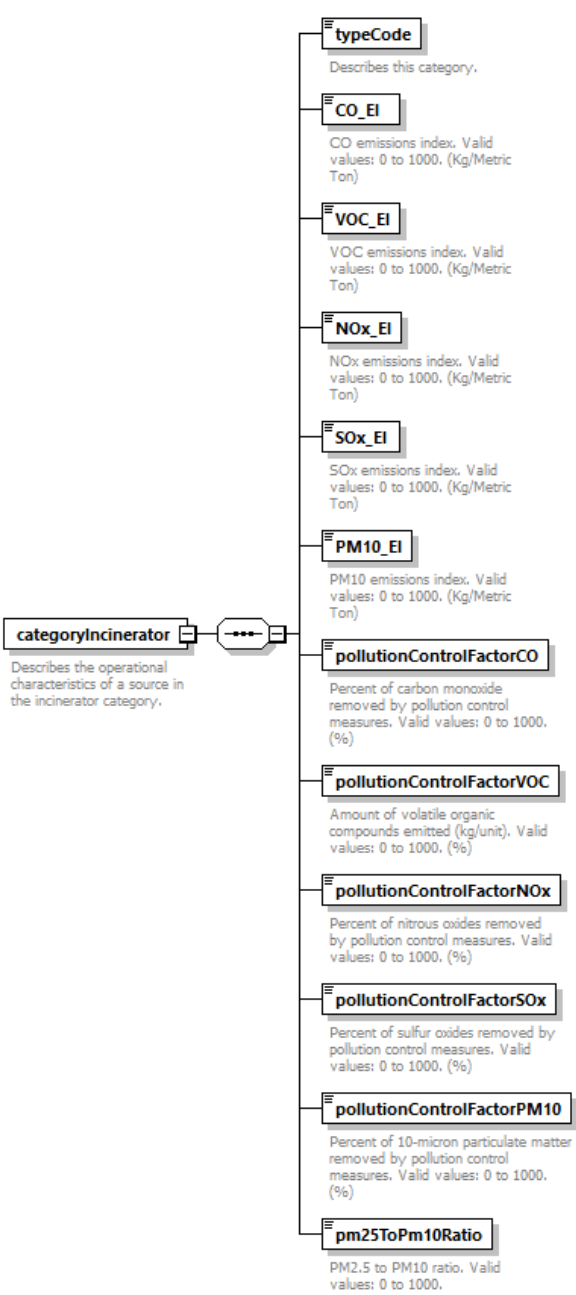 typeCode
Describes this category.
CO_EI
CO emissions index. Valid
values: 0 to 1000. (Kg/Metric
Ton)
VOC_EI
VOC emissions index. Valid
values: 0 to 1000. (Kg/Metric
Ton)
NOx_EI
NOx emissions index. Valid
values: 0 to 1000. (Kg/Metric
Ton)
SOx_EI
SOx emissions index. Valid
values: 0 to 1000. (Kg/Metric
Ton)
PM10_EI
PM10 emissions index. Valid
values: 0 to 1000. (Kg/Metric
Ton)
categoryIncinerator
Describes the operational
characteristics of a source in
the incinerator category.
pollutionControlFactorCO
Percent of carbon monoxide
removed by pollution control
measures. Valid values: 0 to 1000.
(%)
pollutionControlFactorVOC
Amount of volatile organic
compounds emitted (kg/unit). Valid
values: 0 to 1000. (%)
pollutionControlFactorNOx
Percent of nitrous oxides removed
by pollution control measures. Valid
values: 0 to 1000. (%)
pollutionControlFactorSOx
Percent of sulfur oxides removed by
pollution control measures. Valid
values: 0 to 1000. (%)
pollutionControlFactorPM10
Percent of 10-micron particulate matter
removed by pollution control
measures. Valid values: 0 to 1000.
(%)
pm25ToPm10Ratio
PM2.5 to PM10 ratio. Valid
values: 0 to 1000.